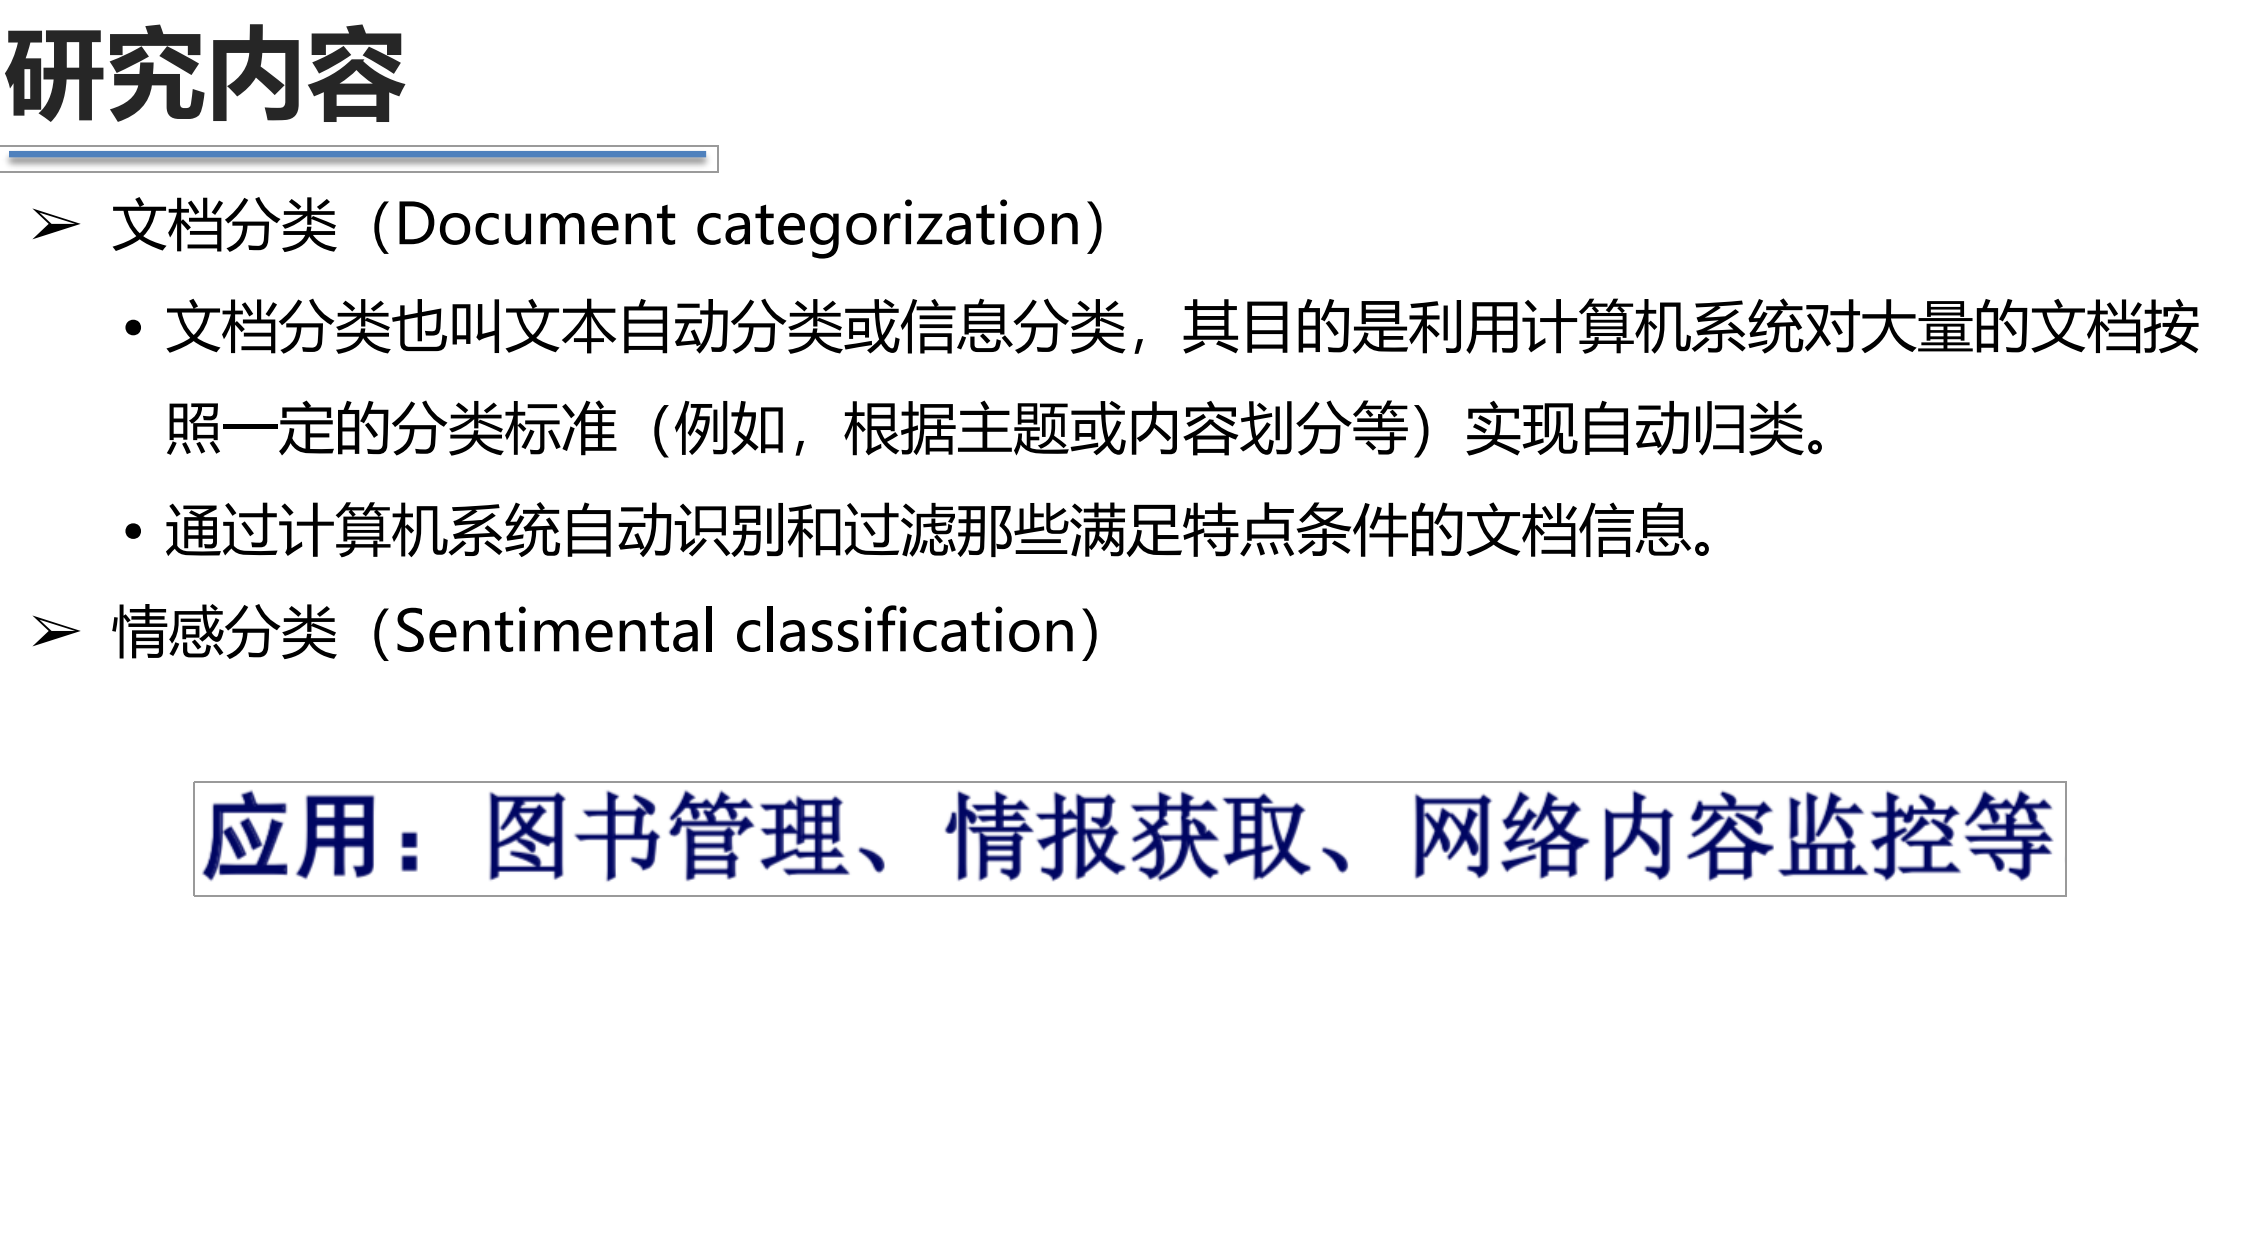 研究内容
➢ 文档分类（Document categorization）
• 文档分类也叫文本自动分类或信息分类，其目的是利用计算机系统对大量的文档按
照一定的分类标准（例如，根据主题或内容划分等）实现自动归类。
• 通过计算机系统自动识别和过滤那些满足特点条件的文档信息。
➢ 情感分类（Sentimental classification）
应用：图书管理、情报获取、网络内容监控等